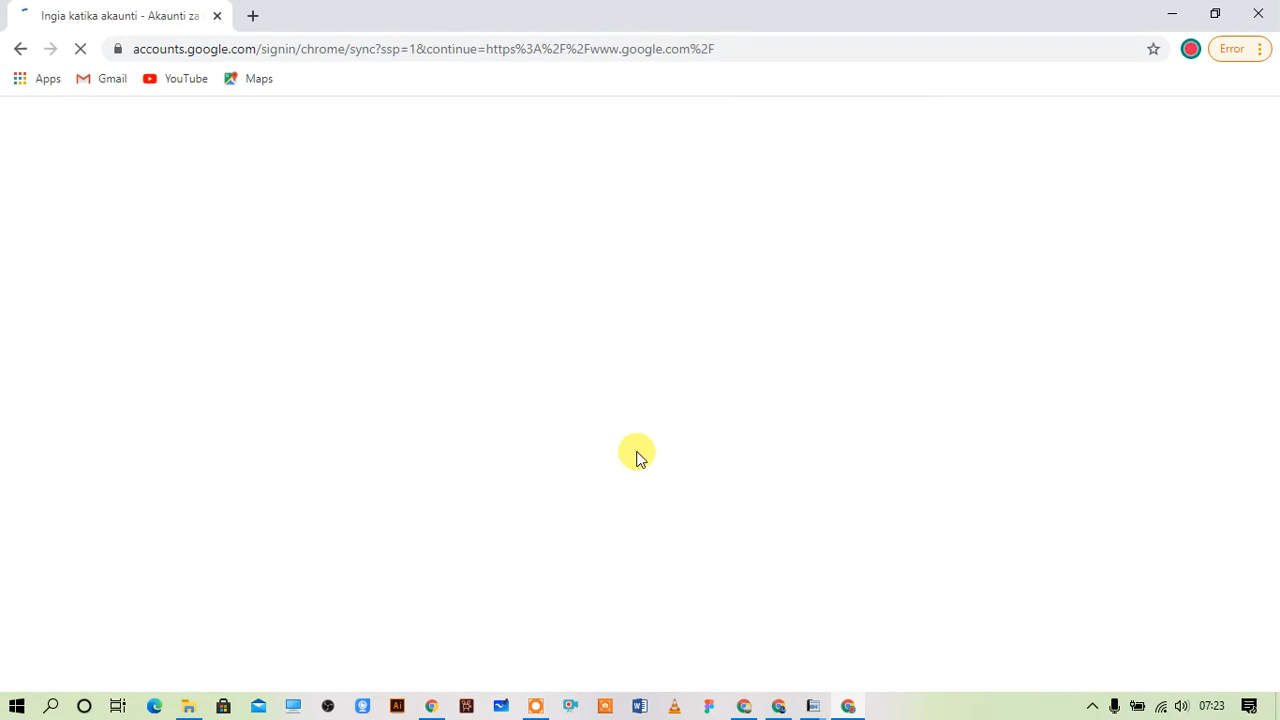 Ingia katika akaunti - Akaunti za
accounts.google.com/signin/chrome/sync?ssp=1&continue=https%3A%2F%2Fwww.google.com%2F
Error
Apps Gmail YouTube Maps
Ai
07:23